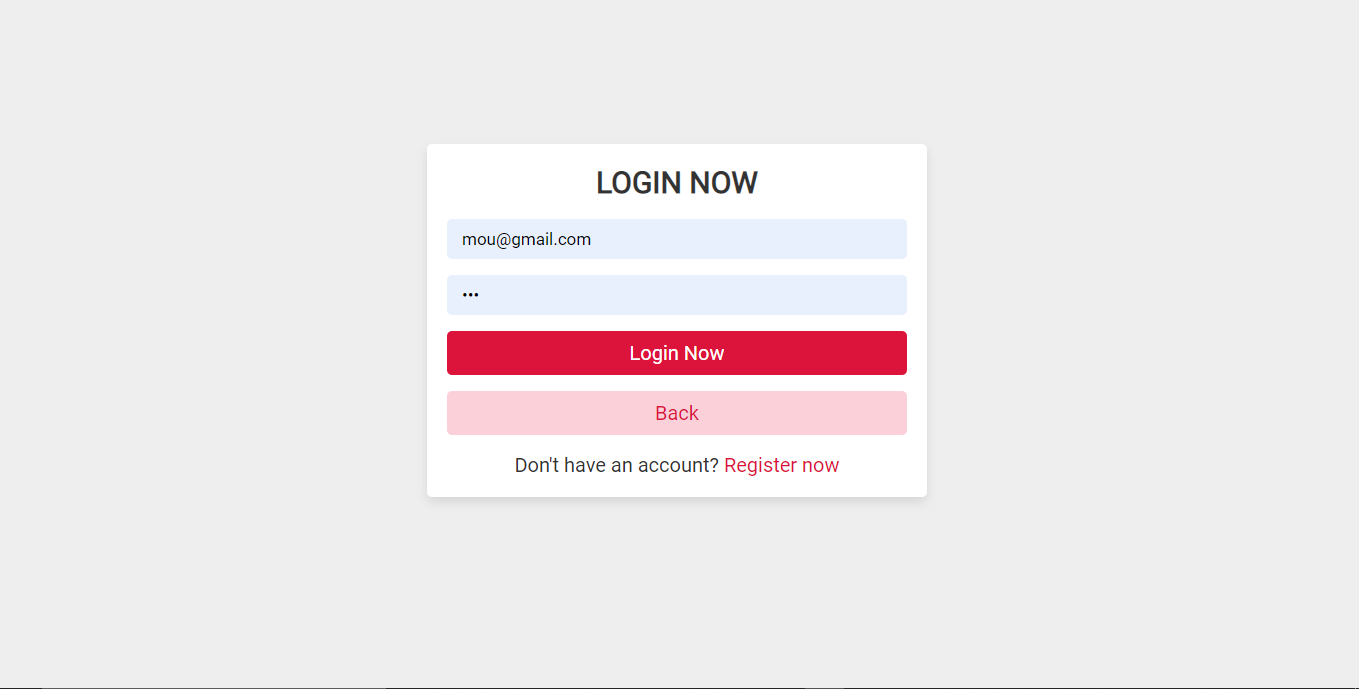 LOGIN NOW
mou@gmail.com
•••
Login Now
Back
Don't have an account? Register now